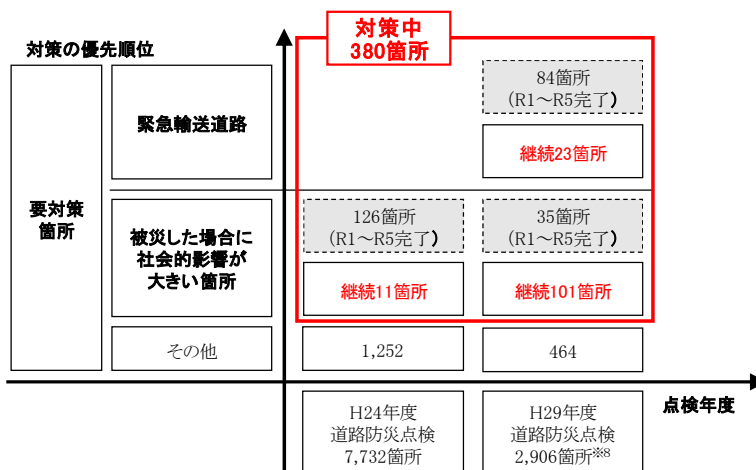 対策中
380箇所
対策の優先順位
84箇所
(R1～R5完了)
緊急輸送道路
継続23箇所
要対策
箇所
126箇所
(R1～R5完了)
35箇所
(R1～R5完了)
被災した場合に
社会的影響が
大きい箇所
継続11箇所
継続101箇所
その他
1,252
464
点検年度
H24年度
道路防災点検
7,732箇所
H29年度
道路防災点検
2,906箇所※8